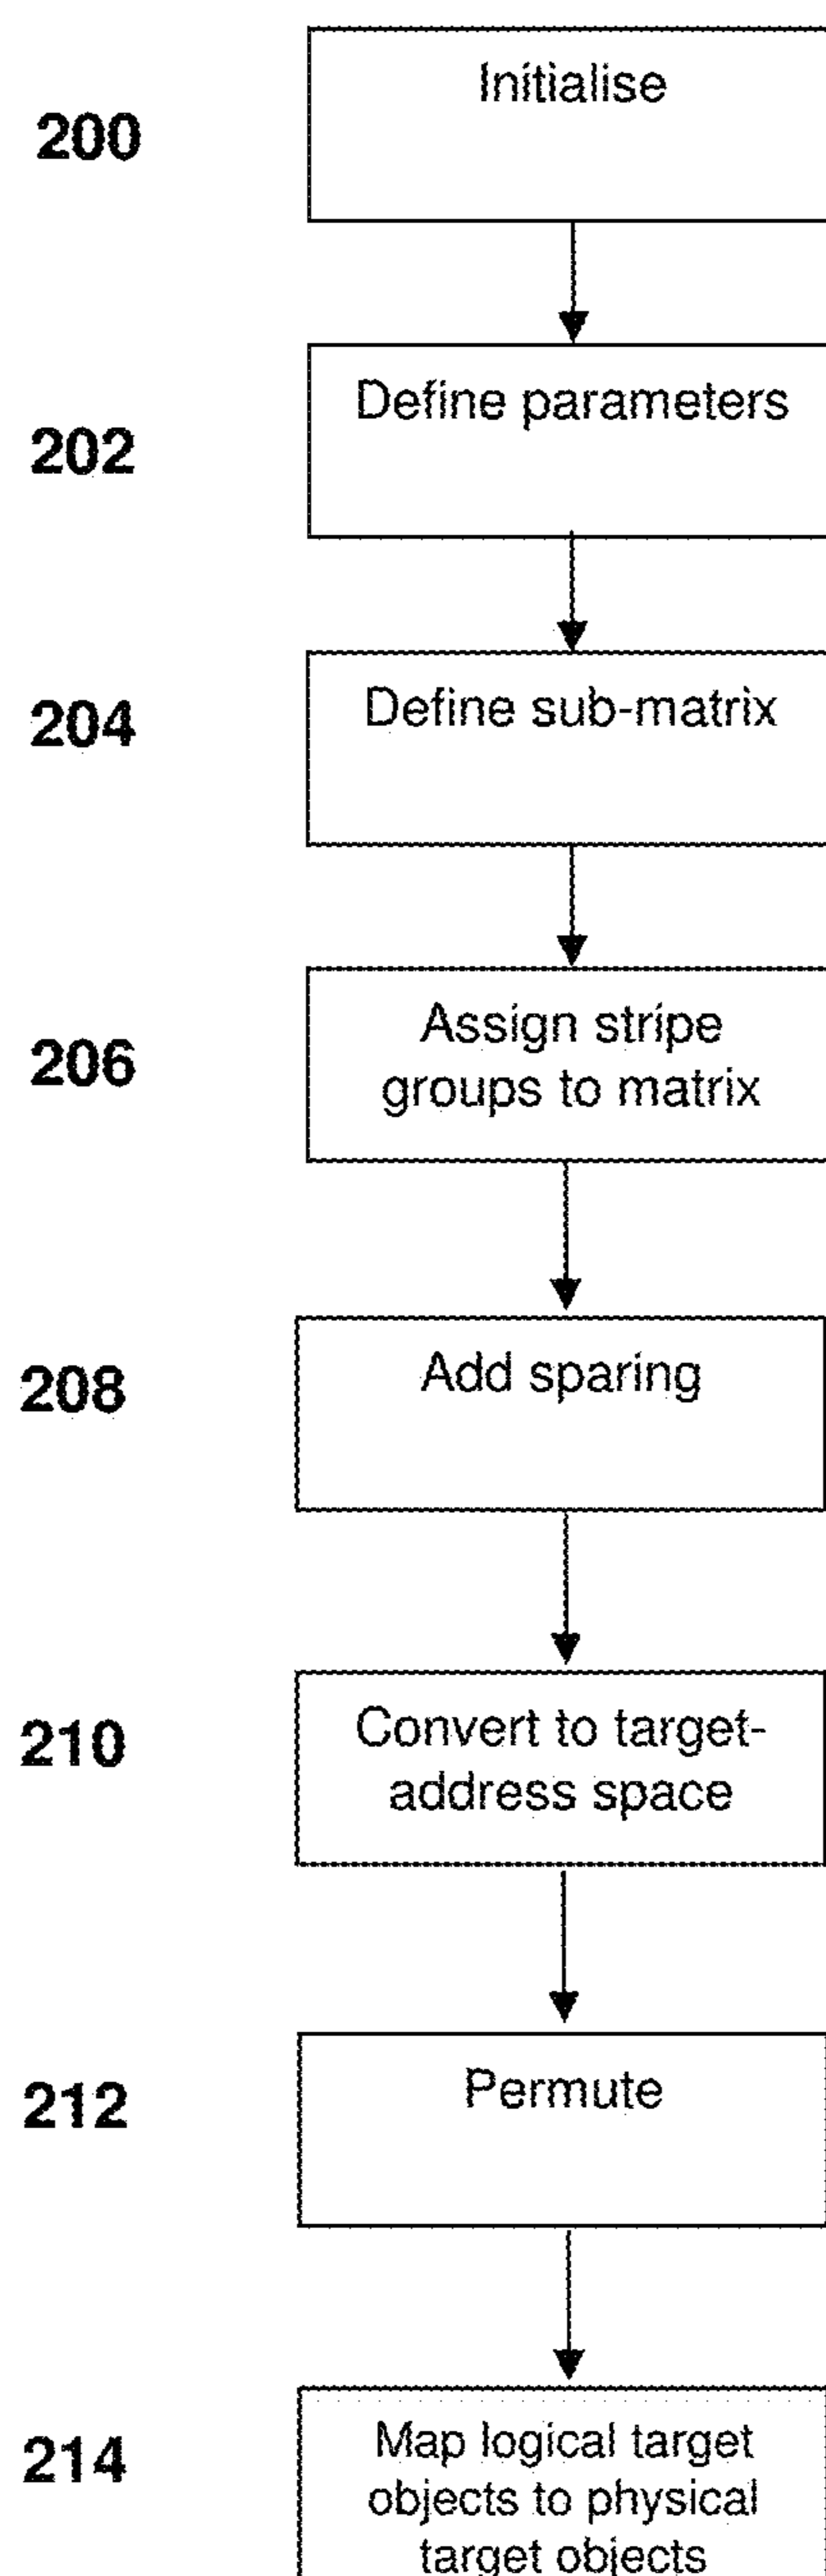 200
Initialise
202
Define parameters
204
Define sub-matrix
206
Assign stripe
groups to matrix
208
Add sparing
210
Convert to target-
address space
212
Permute
214
Map logical target
objects to physical
target objects